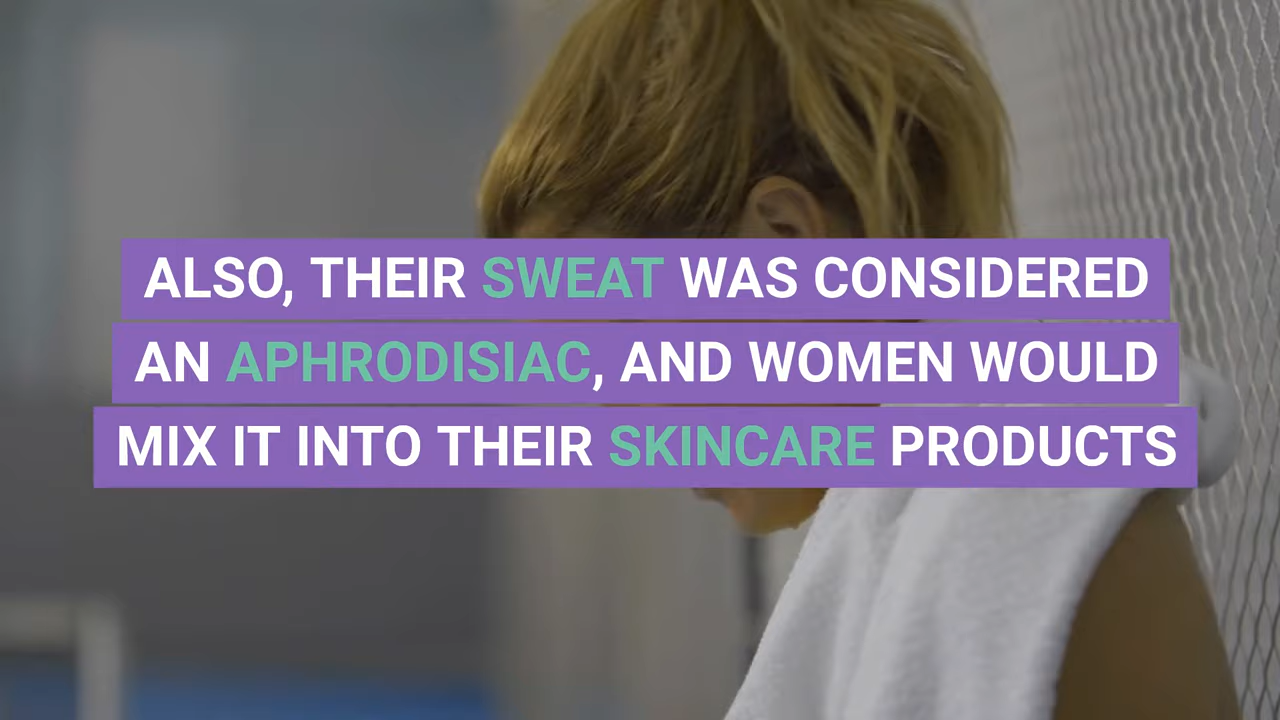 ALSO, THEIR SWEAT WAS CONSIDERED
AN APHRODISIAC, AND WOMEN WOULD
MIX IT INTO THEIR SKINCARE PRODUCTS